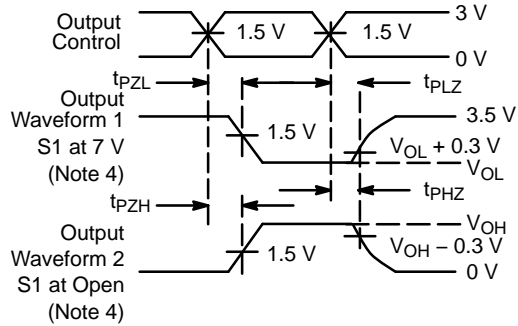 Output
Control
1.5 V
1.5 V
3 V
0 V
tPZL
tPLZ
Output
Waveform 1
S1 at 7 V
(Note 4)
1.5 V
3.5 V
VOL + 0.3 V
VOL
tPZH
tPHZ
Output
Waveform 2
S1 at Open
(Note 4)
1.5 V
VOH
VOH – 0.3 V
0 V